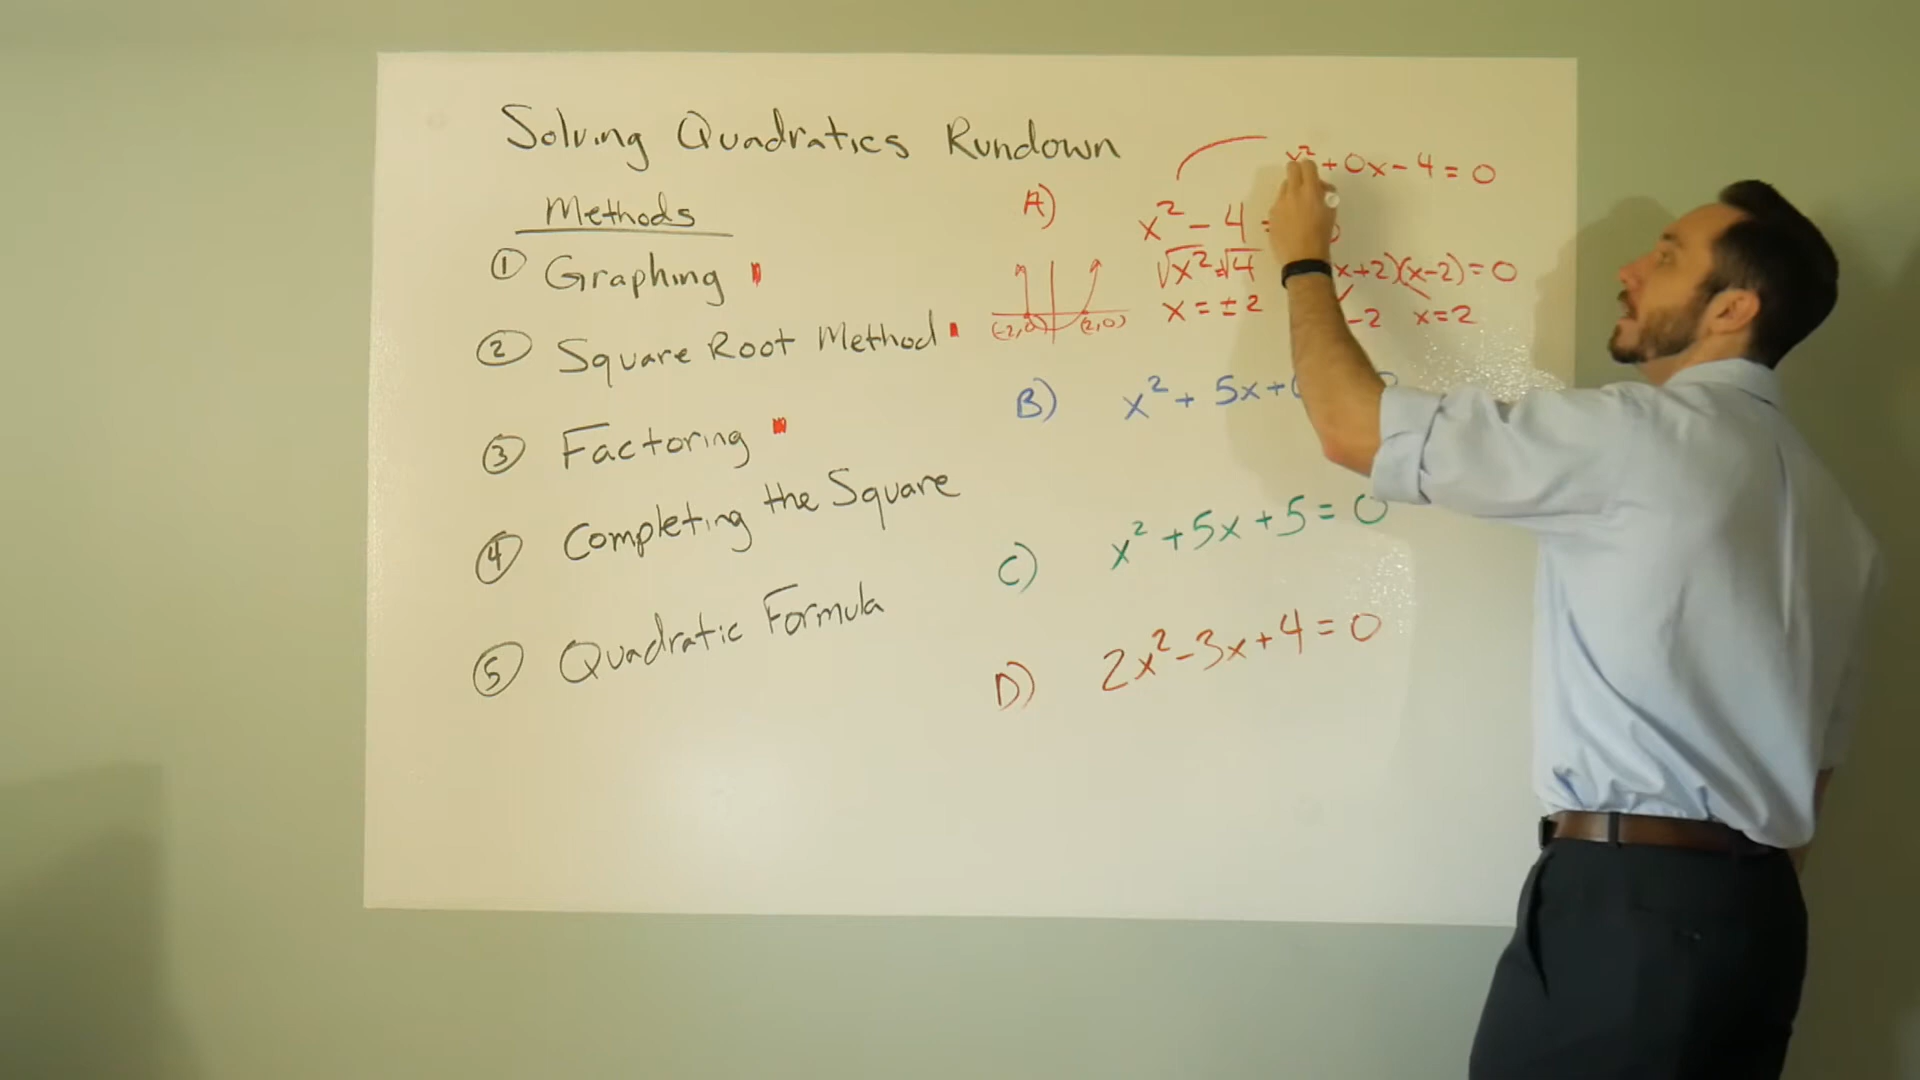 Solving Quadratics Rundown
Methods
① Graphing
② Square Root Method
③ Factoring
④ Completing the Square
⑤ Quadratic Formula
x²+0x-4=0
A)
x² - 4 =
√x² = √4
x = ±2
(-2,0) (2,0)
x+2)(x-2)=0
-2 x=2
B) x² + 5x+
C) x² +5x+5=0
D) 2x²-3x+4=0